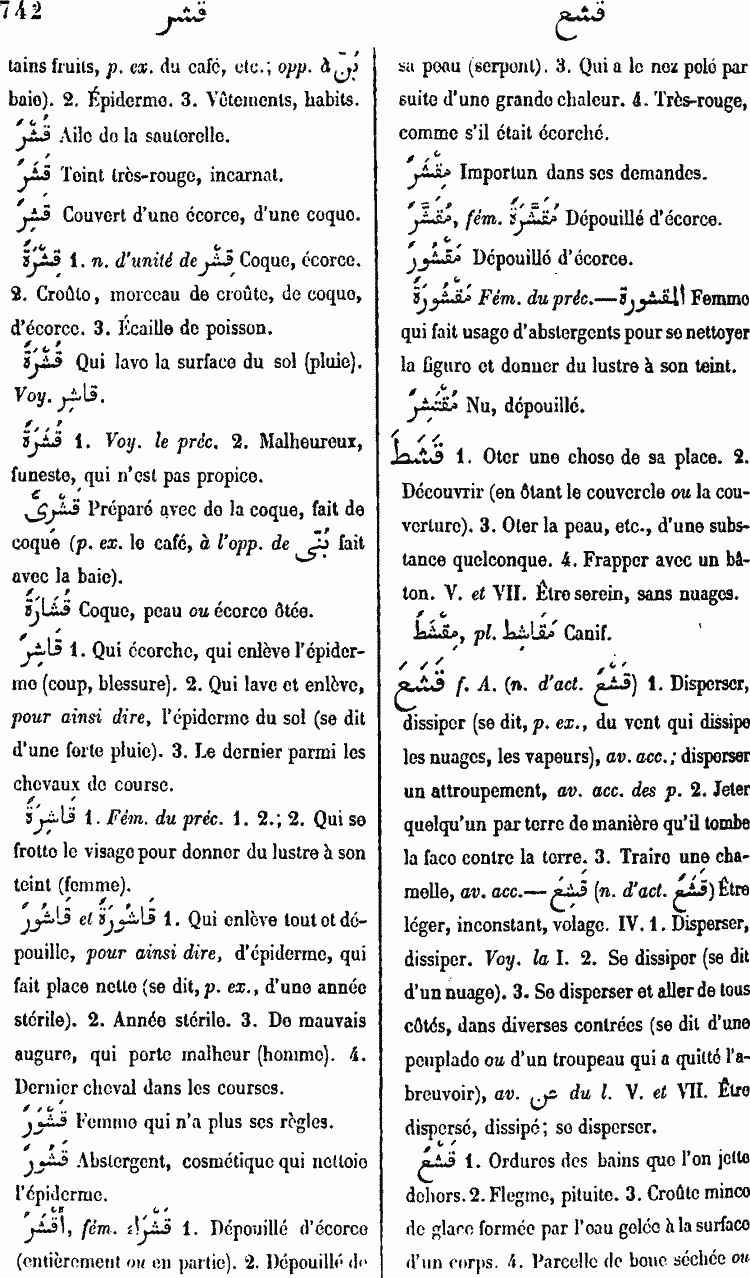 742
قشر
قشع
tains fruits, p. ex. du café, etc.; opp. à بُنّ
baie). 2. Épiderme. 3. Vêtements, habits.
قُشْرٌ Aile de la sauterelle.
قَشَرٌ Teint très-rouge, incarnat.
قَشِرٌ Couvert d'une écorce, d'une coque.
قِشْرَةٌ 1. n. d'unité de قِشْرٌ Coque, écorce.
2. Croûte, morceau de croûte, de coque,
d'écorce. 3. Écaille de poisson.
قَشْرَةٌ Qui lave la surface du sol (pluie).
Voy. قاشر.
قُشَرَةٌ 1. Voy. le préc. 2. Malheureux,
funeste, qui n'est pas propice.
قِشْرِىٌّ Préparé avec de la coque, fait de
coque (p. ex. le café, à l'opp. de بُنّى fait
avec la baie).
قُشَارَةٌ Coque, peau ou écorce ôtée.
قَاشِرٌ 1. Qui écorche, qui enlève l'épider-
me (coup, blessure). 2. Qui lave et enlève,
pour ainsi dire, l'épiderme du sol (se dit
d'une forte pluie). 3. Le dernier parmi les
chevaux de course.
قَاشِرَةٌ 1. Fém. du préc. 1. 2.; 2. Qui se
frotte le visage pour donner du lustre à son
teint (femme).
قَاشُورٌ et قَاشُورَةٌ 1. Qui enlève tout et dé-
pouille, pour ainsi dire, d'épiderme, qui
fait place nette (se dit, p. ex., d'une année
stérile). 2. Année stérile. 3. De mauvais
augure, qui porte malheur (homme). 4.
Dernier cheval dans les courses.
قَشْوَرٌ Femme qui n'a plus ses règles.
قَشُورٌ Abstergent, cosmétique qui nettoie
l'épiderme.
أَقْشَرُ, fém. قَشْرَاءُ 1. Dépouillé d'écorce
(entièrement ou en partie). 2. Dépouillé de
sa peau (serpent). 3. Qui a le nez pelé par
suite d'une grande chaleur. 4. Très-rouge,
comme s'il était écorché.
مِقْشَرٌ Importun dans ses demandes.
مُقَشَّرٌ, fém. مُقَشَّرَةٌ Dépouillé d'écorce.
مَقْشُورٌ Dépouillé d'écorce.
مَقْشُورَةٌ Fém. du préc.—المقشورة Femme
qui fait usage d'abstergents pour se nettoyer
la figure et donner du lustre à son teint.
مُقْتَشِرٌ Nu, dépouillé.
قَشَطَ 1. Oter une chose de sa place. 2.
Découvrir (en ôtant le couvercle ou la cou-
verture). 3. Oter la peau, etc., d'une subs-
tance quelconque. 4. Frapper avec un bâ-
ton. V. et VII. Être serein, sans nuages.
مِقْشَطٌ, pl. مَقَاشِطُ Canif.
قَشَعَ f. A. (n. d'act. قَشْعٌ) 1. Disperser,
dissiper (se dit, p. ex., du vent qui dissipe
les nuages, les vapeurs), av. acc.; disperser
un attroupement, av. acc. des p. 2. Jeter
quelqu'un par terre de manière qu'il tombe
la face contre la terre. 3. Traire une cha-
melle, av. acc.— قَشِعَ (n. d'act. قَشَعٌ) Être
léger, inconstant, volage. IV. 1. Disperser,
dissiper. Voy. la I. 2. Se dissiper (se dit
d'un nuage). 3. Se disperser et aller de tous
côtés, dans diverses contrées (se dit d'une
peuplade ou d'un troupeau qui a quitté l'a-
breuvoir), av. عن du l. V. et VII. Être
dispersé, dissipé; se disperser.
قَشْعٌ 1. Ordures des bains que l'on jette
dehors. 2. Flegme, pituite. 3. Croûte mince
de glace formée par l'eau gelée à la surface
d'un corps. 4. Parcelle de boue séchée ou